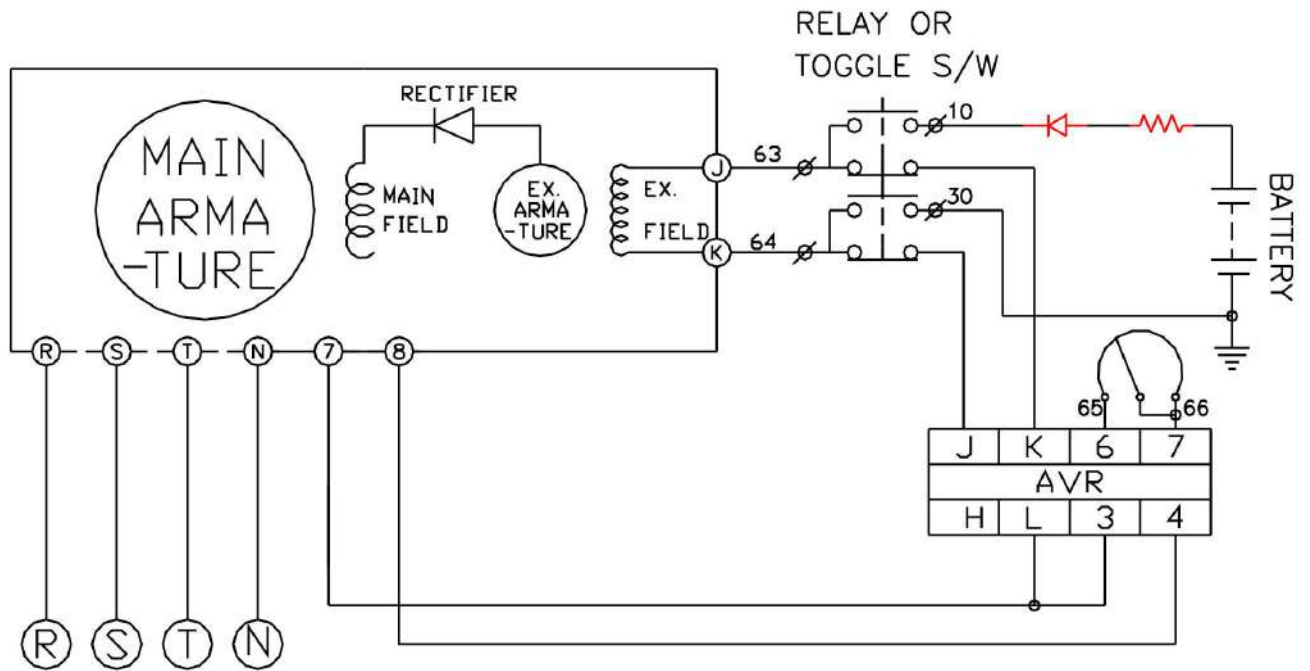 RELAY OR
TOGGLE S/W
RECTIFIER
10
MAIN
ARMA
-TURE
MAIN
FIELD
EX.
ARMA
-TURE
EX.
FIELD
J
63
K
64
30
BATTERY
R
S
T
N
7
8
65
66
J
K
6
7
AVR
H
L
3
4
R
S
T
N